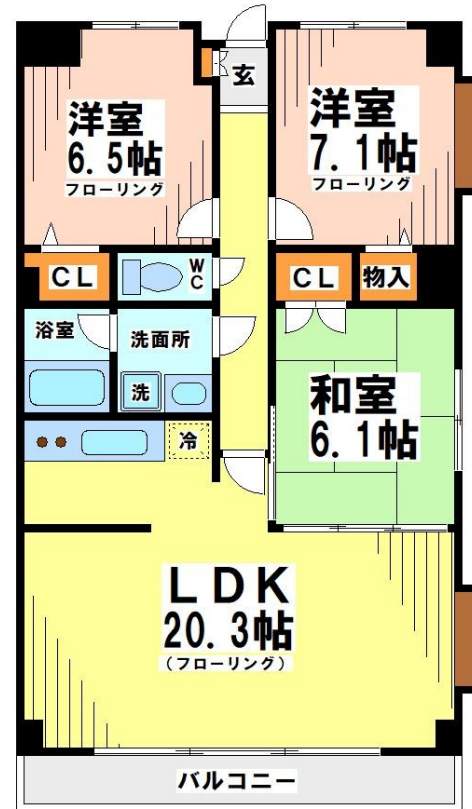 玄
洋室
6.5帖
フローリング
洋室
7.1帖
フローリング
CL
WC
CL
物入
浴室
洗面所
洗
冷
和室
6.1帖
LDK
20.3帖
(フローリング)
バルコニー